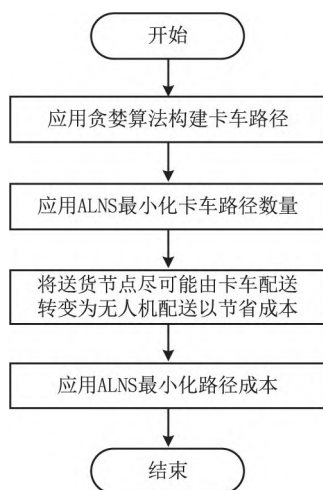 开始
应用贪婪算法构建卡车路径
应用ALNS最小化卡车路径数量
将送货节点尽可能由卡车配送
转变为无人机配送以节省成本
应用ALNS最小化路径成本
结束